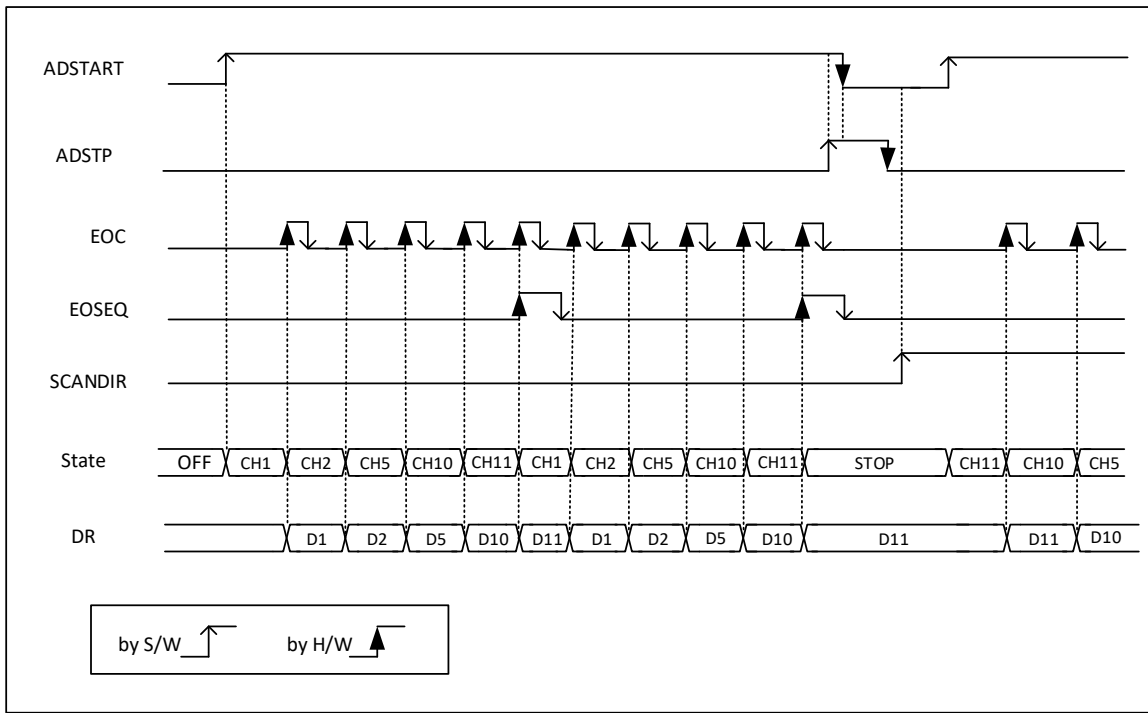 ADSTART
ADSTP
EOC
EOSEQ
SCANDIR
State OFF CH1 CH2 CH5 CH10 CH11 CH1 CH2 CH5 CH10 CH11 STOP CH11 CH10 CH5
DR D1 D2 D5 D10 D11 D1 D2 D5 D10 D11 D11 D10
by S/W by H/W